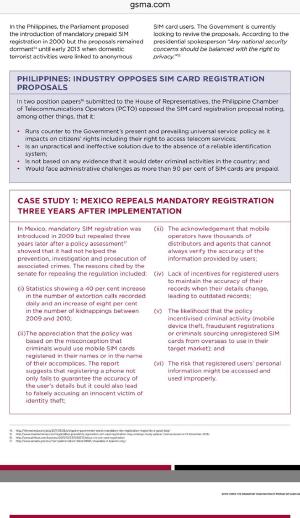 gsma.com
In the Philippines, the Parliament proposed
the introduction of mandatory prepaid SIM
registration in 2000 but the proposals remained
dormant until early 2013 when domestic
terrorist activities were linked to anonymous
SIM card users. The Government is currently
looking to revive the proposals. According to the
presidential spokesperson "Any national security
concerns should be balanced with the right to
privacy."
PHILIPPINES: INDUSTRY OPPOSES SIM CARD REGISTRATION
PROPOSALS
In two position papers submitted to the House of Representatives, the Philippine Chamber
of Telecommunications Operators (PCTO) opposed the SIM card registration proposal noting,
among other things, that it:
• Runs counter to the Government's present and prevailing universal service policy as it
impacts on citizens' rights including their right to access telecom services;
• Is an unpractical and ineffective solution due to the absence of a reliable identification
system;
• Is not based on any evidence that it would deter criminal activities in the country; and
• Would face administrative challenges as more than 90 per cent of SIM cards are prepaid.
CASE STUDY 1: MEXICO REPEALS MANDATORY REGISTRATION
THREE YEARS AFTER IMPLEMENTATION
In Mexico, mandatory SIM registration was
introduced in 2009 but repealed three
years later after a policy assessment
showed that it had not helped the
prevention, investigation and prosecution of
associated crimes. The reasons cited by the
senate for repealing the regulation included:
(i) Statistics showing a 40 per cent increase
in the number of extortion calls recorded
daily and an increase of eight per cent
in the number of kidnappings between
2009 and 2010;
(ii) The appreciation that the policy was
based on the misconception that
criminals would use mobile SIM cards
registered in their names or in the name
of their accomplices. The report
suggests that registering a phone not
only fails to guarantee the accuracy of
the user's details but it could also lead
to falsely accusing an innocent victim of
identity theft;
(iii) The acknowledgement that mobile
operators have thousands of
distributors and agents that cannot
always verify the accuracy of the
information provided by users;
(iv) Lack of incentives for registered users
to maintain the accuracy of their
records when their details change,
leading to outdated records;
(v) The likelihood that the policy
incentivised criminal activity (mobile
device theft, fraudulent registrations
or criminals sourcing unregistered SIM
cards from overseas to use in their
target market); and
(vi) The risk that registered users' personal
information might be accessed and
used improperly.